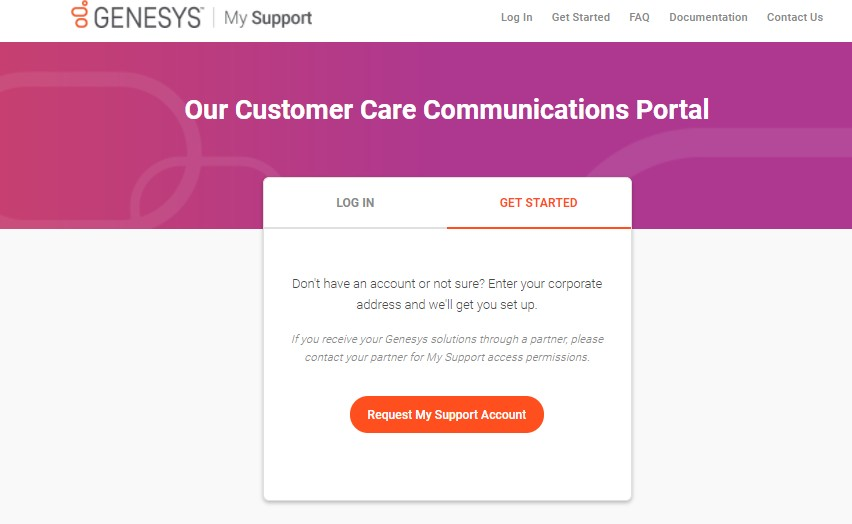 GENESYS™ | My Support
Log In Get Started FAQ Documentation Contact Us
Our Customer Care Communications Portal
LOG IN GET STARTED
Don't have an account or not sure? Enter your corporate
address and we'll get you set up.
If you receive your Genesys solutions through a partner, please
contact your partner for My Support access permissions.
Request My Support Account